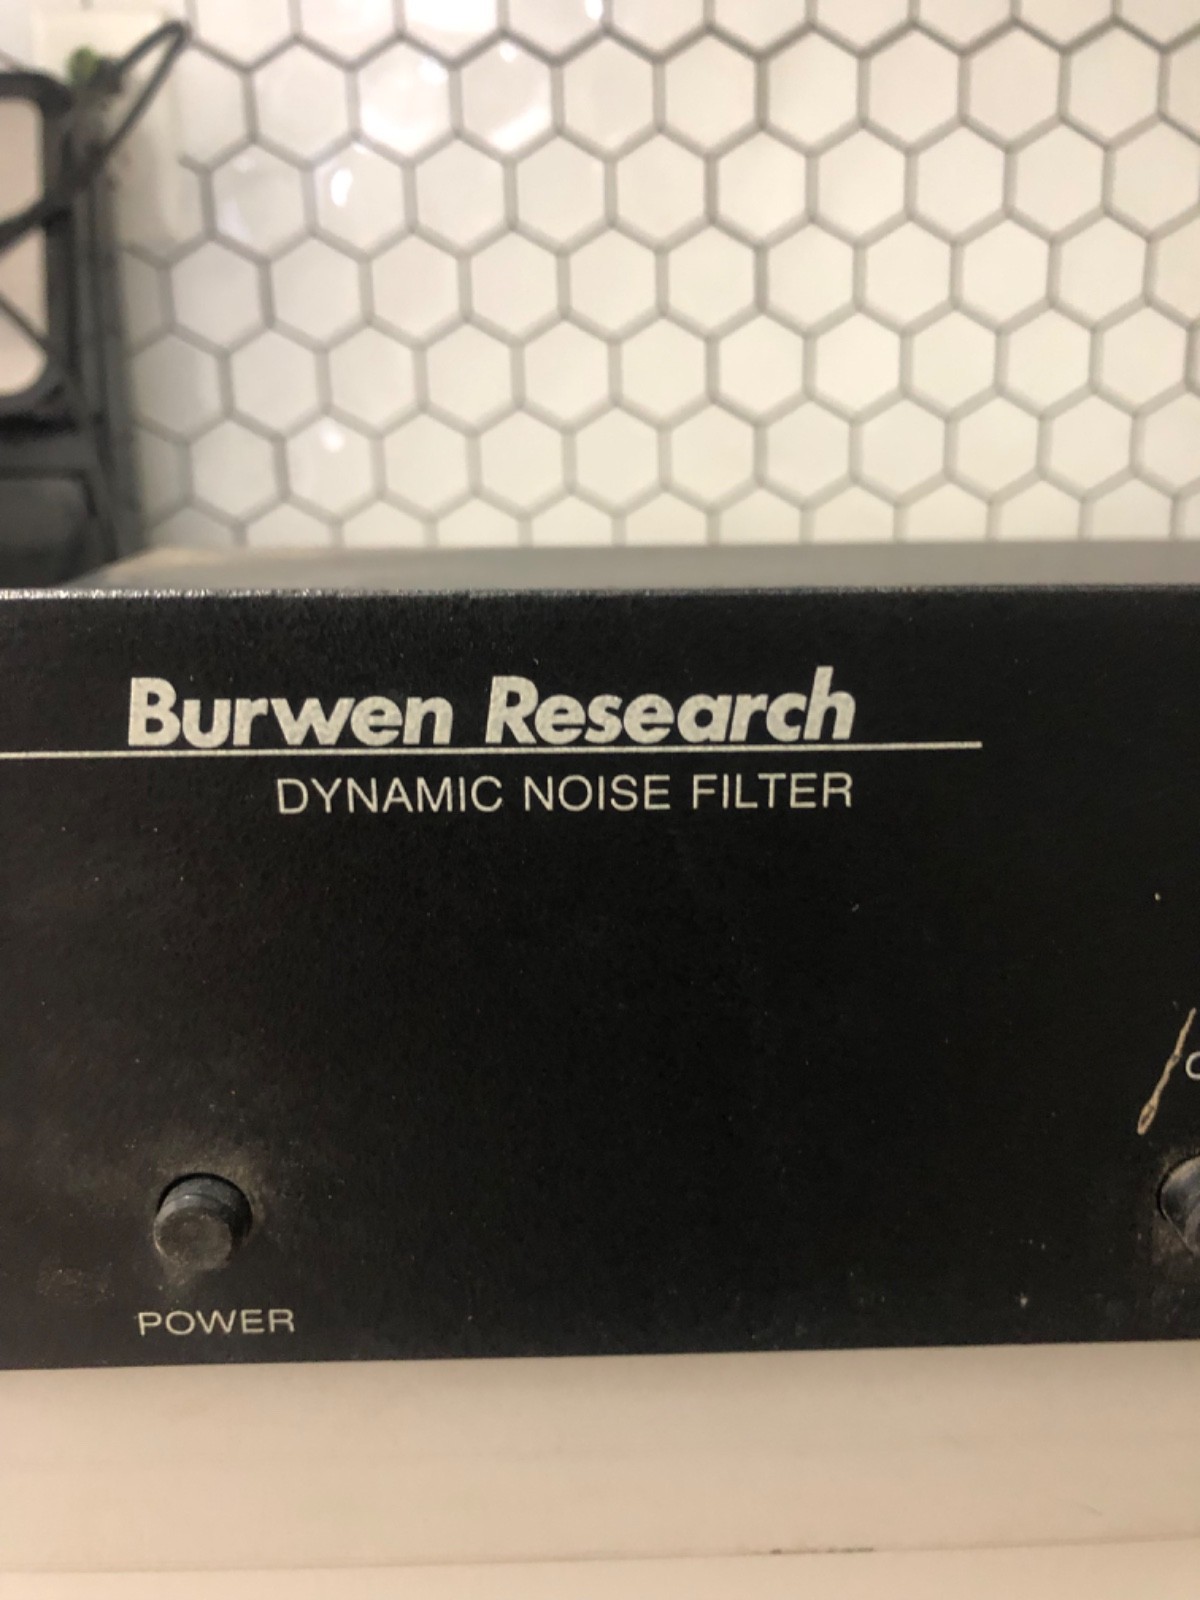 Burwen Research
DYNAMIC NOISE FILTER
POWER